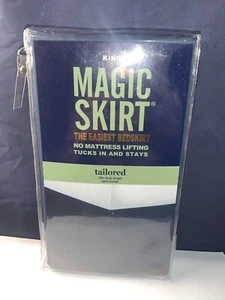 KING
MAGIC
SKIRT®
THE EASIEST BEDSKIRT
NO MATTRESS LIFTING
TUCKS IN AND STAYS
tailored